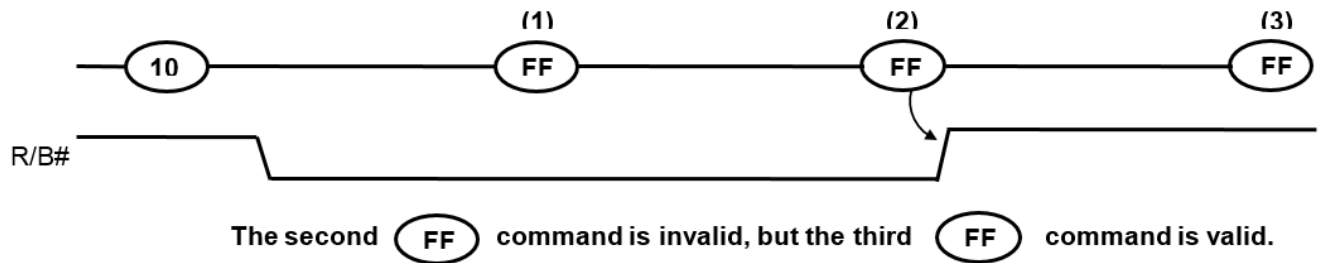 (1) (2) (3)
10 FF FF FF
R/B#
The second FF command is invalid, but the third FF command is valid.